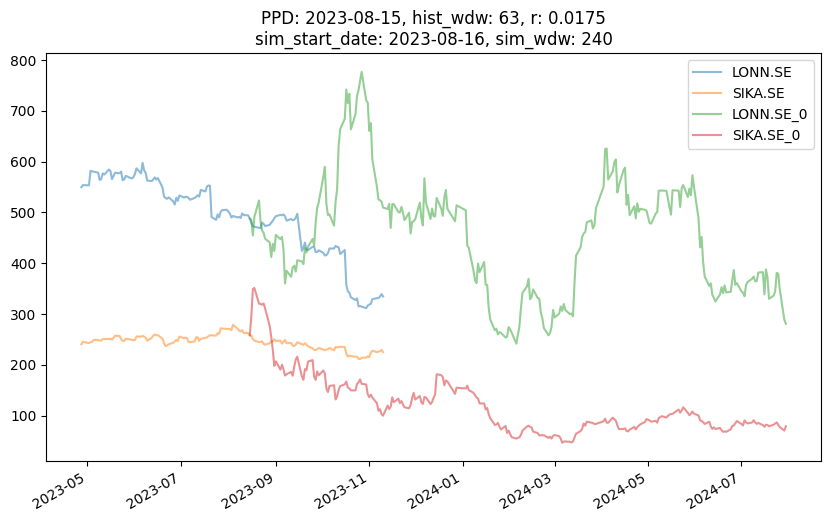 PPD: 2023-08-15, hist_wdw: 63, r: 0.0175
sim_start_date: 2023-08-16, sim_wdw: 240
800
700
600
500
400
300
200
100
LONN.SE
SIKA.SE
LONN.SE_0
SIKA.SE_0
2023-05
2023-07
2023-09
2023-11
2024-01
2024-03
2024-05
2024-07